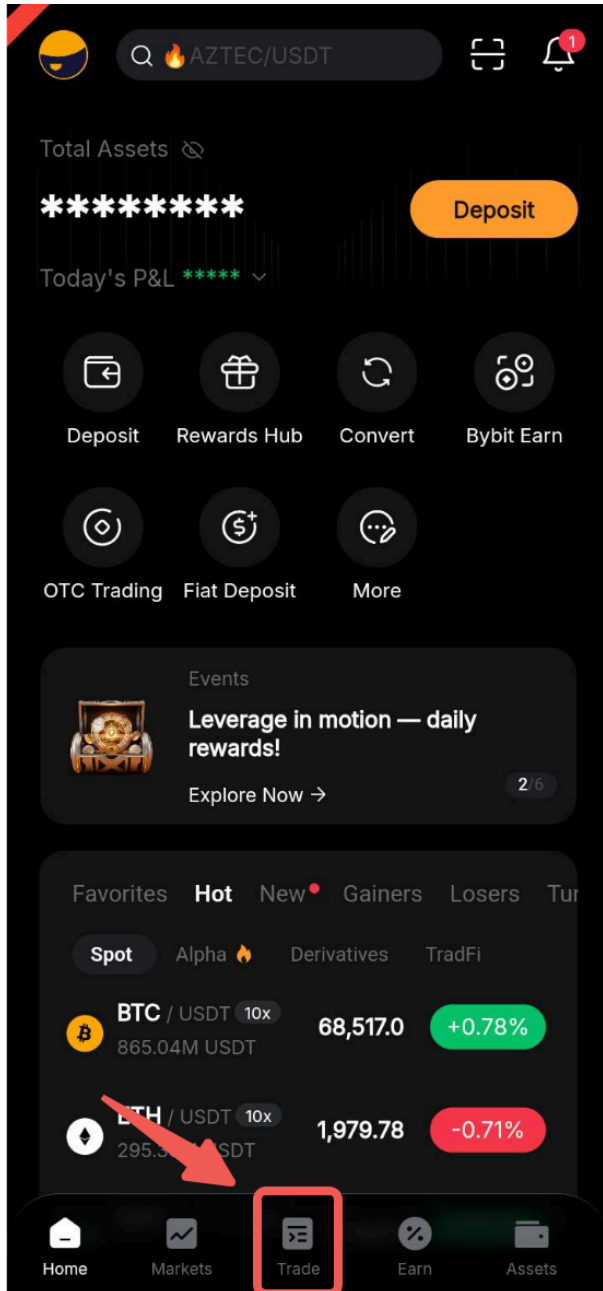 AZTEC/USDT
1
Total Assets
********
Deposit
Today's P&L *****
Deposit Rewards Hub Convert Bybit Earn
OTC Trading Fiat Deposit More
Events
Leverage in motion — daily
rewards!
Explore Now →
2/6
Favorites Hot New Gainers Losers
Spot Alpha Derivatives TradFi
BTC / USDT 10x 68,517.0 +0.78%
865.04M USDT
ETH / USDT 10x 1,979.78 -0.71%
USDT
Home Markets Trade Earn Assets